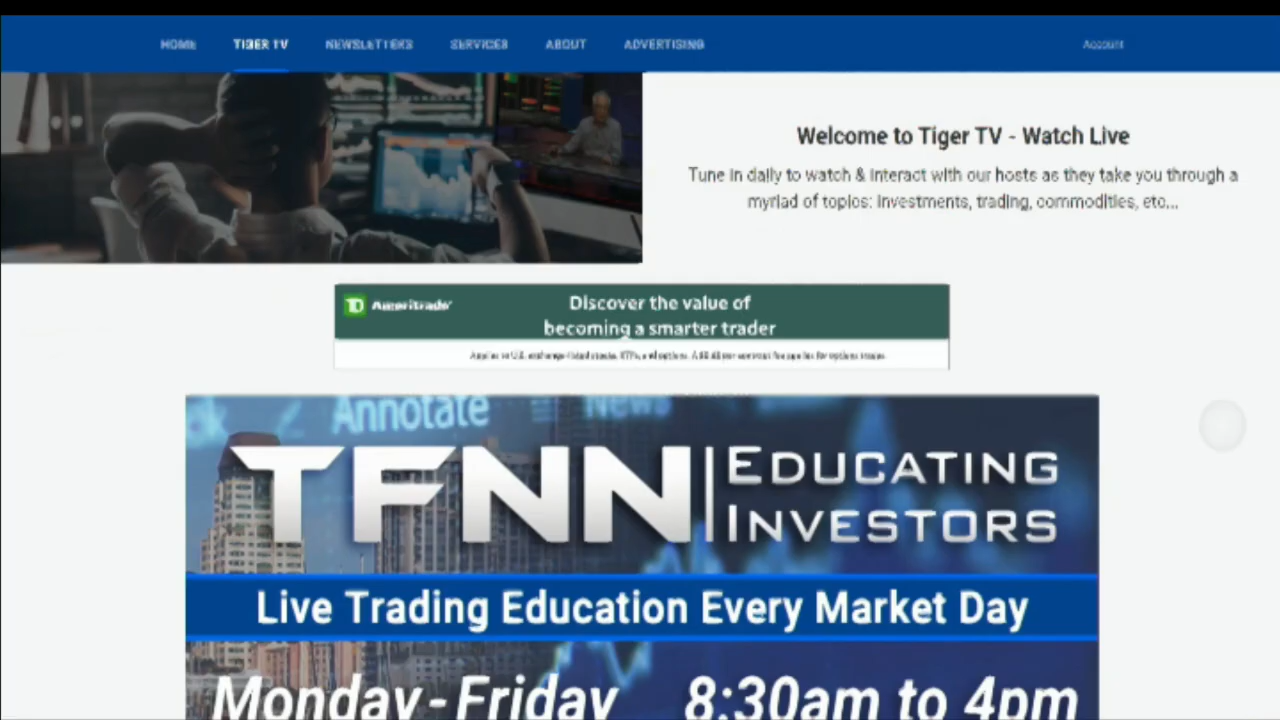 HOME TIGER TV NEWSLETTERS SERVICES ABOUT ADVERTISING Account
Welcome to Tiger TV - Watch Live
Tune in daily to watch & interact with our hosts as they take you through a
myriad of topics: investments, trading, commodities, etc...
TD Ameritrade
Discover the value of
becoming a smarter trader
Annotate News
TFNN EDUCATING
INVESTORS
Live Trading Education Every Market Day
Monday - Friday 8:30am to 4pm